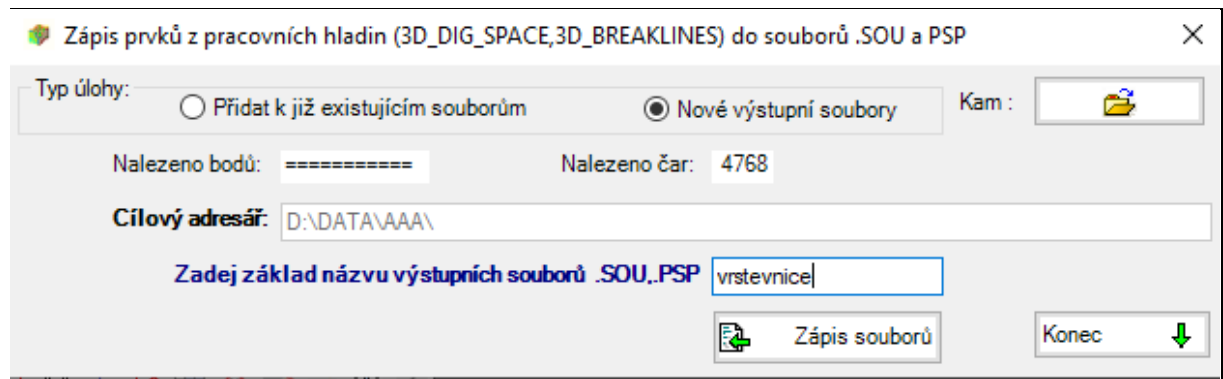 Zápis prvků z pracovních hladin (3D_DIG_SPACE,3D_BREAKLINES) do souborů .SOU a PSP
Typ úlohy:
Přidat k již existujícím souborům
Nové výstupní soubory
Kam :
Nalezeno bodů: ===========
Nalezeno čar: 4768
Cílový adresář: D:\DATA\AAA\
Zadej základ názvu výstupních souborů .SOU,.PSP vrstevnice
Zápis souborů
Konec